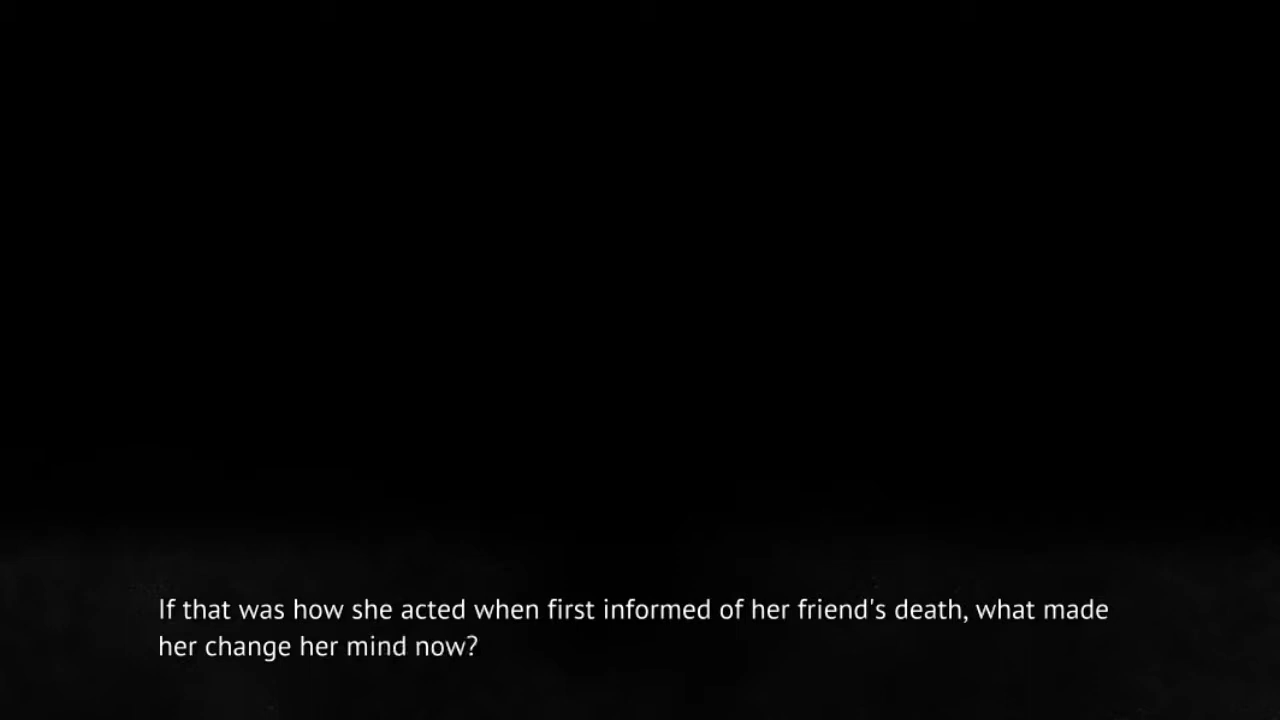 If that was how she acted when first informed of her friend's death, what made
her change her mind now?